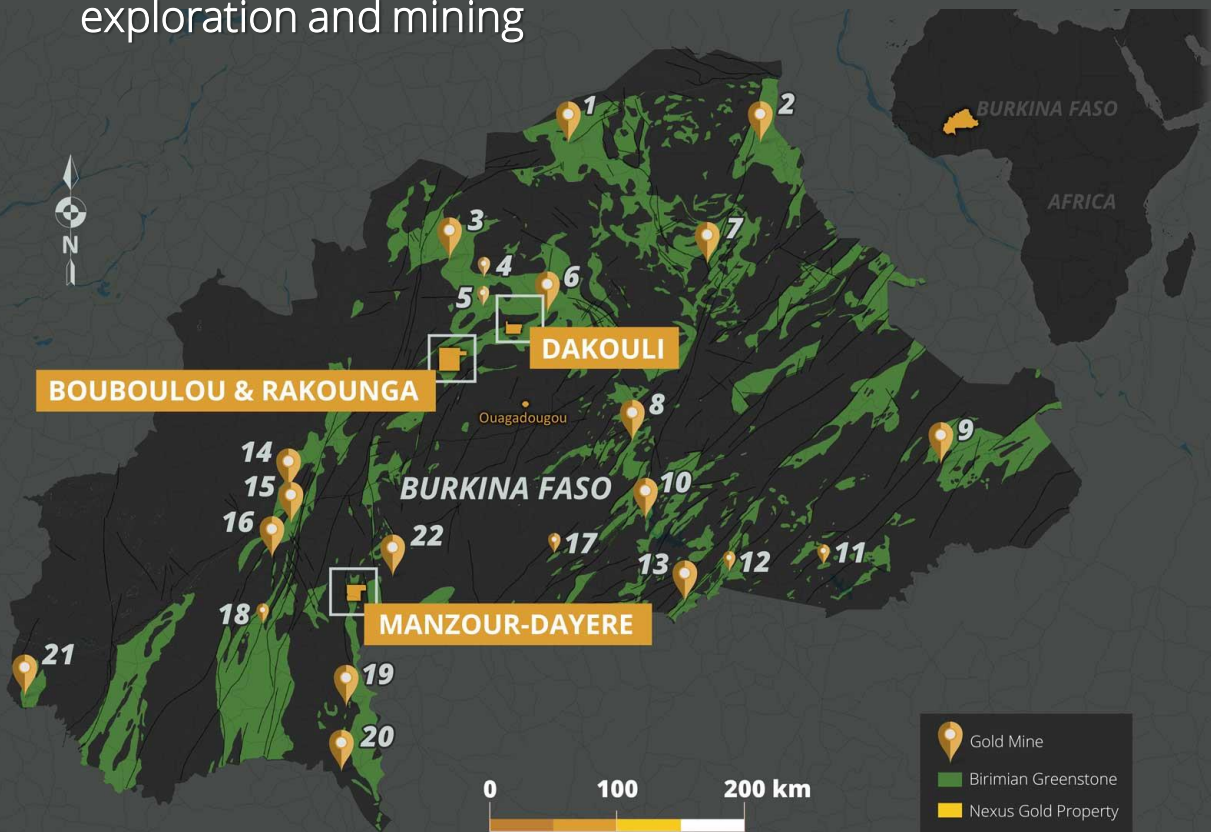 exploration and mining
1
2
BURKINA FASO
AFRICA
N
3
4
5
6
7
DAKOULI
BOUBOULOU & RAKOUNGA
Ouagadougou
8
9
14
15
16
BURKINA FASO
10
22
17
13
12
11
MANZOUR-DAYERE
18
21
19
20
0 100 200 km
Gold Mine
Birimian Greenstone
Nexus Gold Property